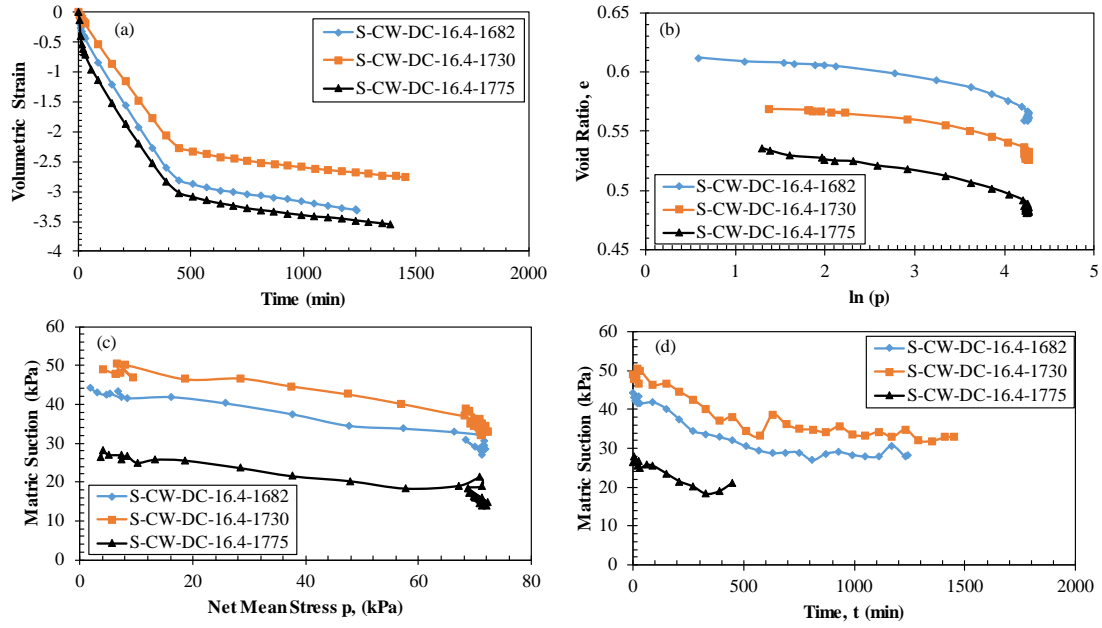 (a)
S-CW-DC-16.4-1682
S-CW-DC-16.4-1730
S-CW-DC-16.4-1775
0
-0.5
-1
-1.5
-2
-2.5
-3
-3.5
-4
Volumetric Strain
0 500 1000 1500 2000
Time (min)
(b)
0.65
0.6
0.55
0.5
0.45
Void Ratio, e
S-CW-DC-16.4-1682
S-CW-DC-16.4-1730
S-CW-DC-16.4-1775
0 1 2 3 4 5
ln (p)
(c)
60
50
40
30
20
10
0
Matric Suction (kPa)
S-CW-DC-16.4-1682
S-CW-DC-16.4-1730
S-CW-DC-16.4-1775
0 20 40 60 80
Net Mean Stress p, (kPa)
(d)
S-CW-DC-16.4-1682
S-CW-DC-16.4-1730
S-CW-DC-16.4-1775
60
50
40
30
20
10
0
Matric Suction (kPa)
0 500 1000 1500 2000
Time, t (min)